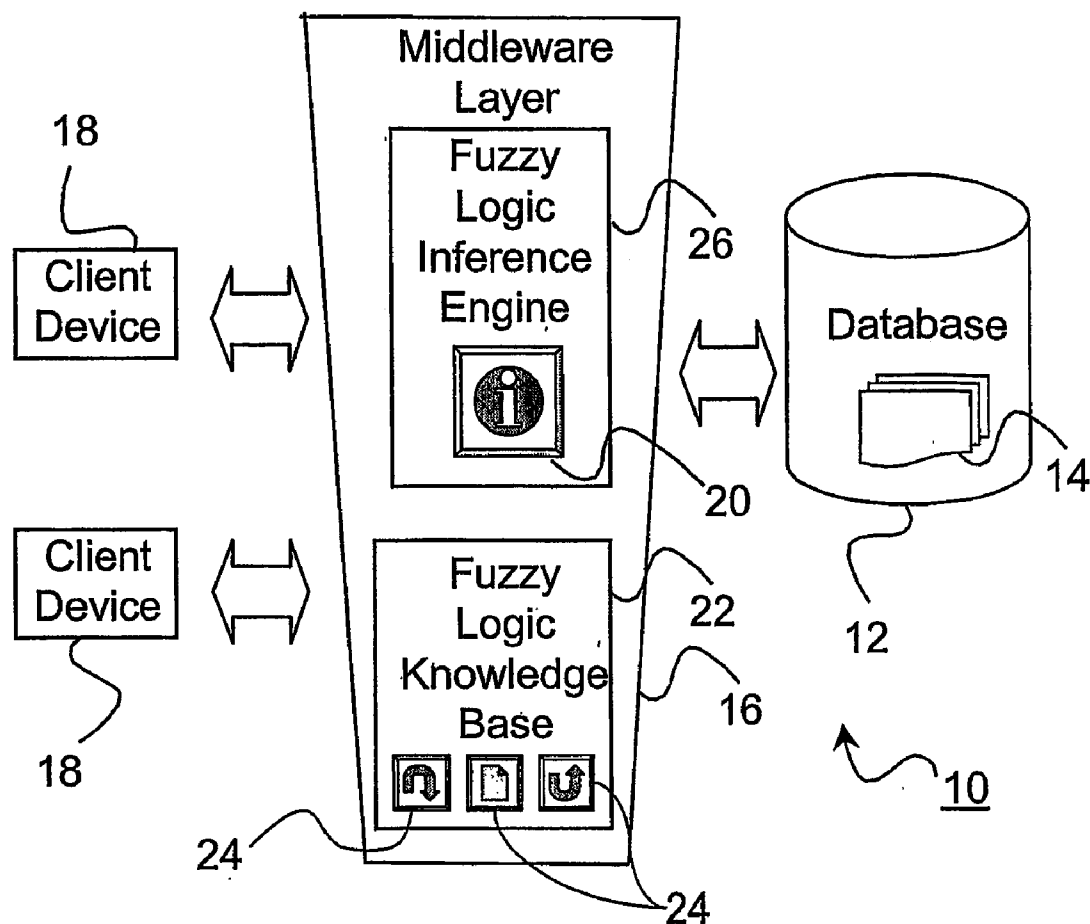 Middleware
Layer
18
Fuzzy
Logic
Inference
Engine
26
Client
Device
Database
i
14
20
Client
Device
Fuzzy
Logic
Knowledge
Base
22
12
16
18
10
24
24